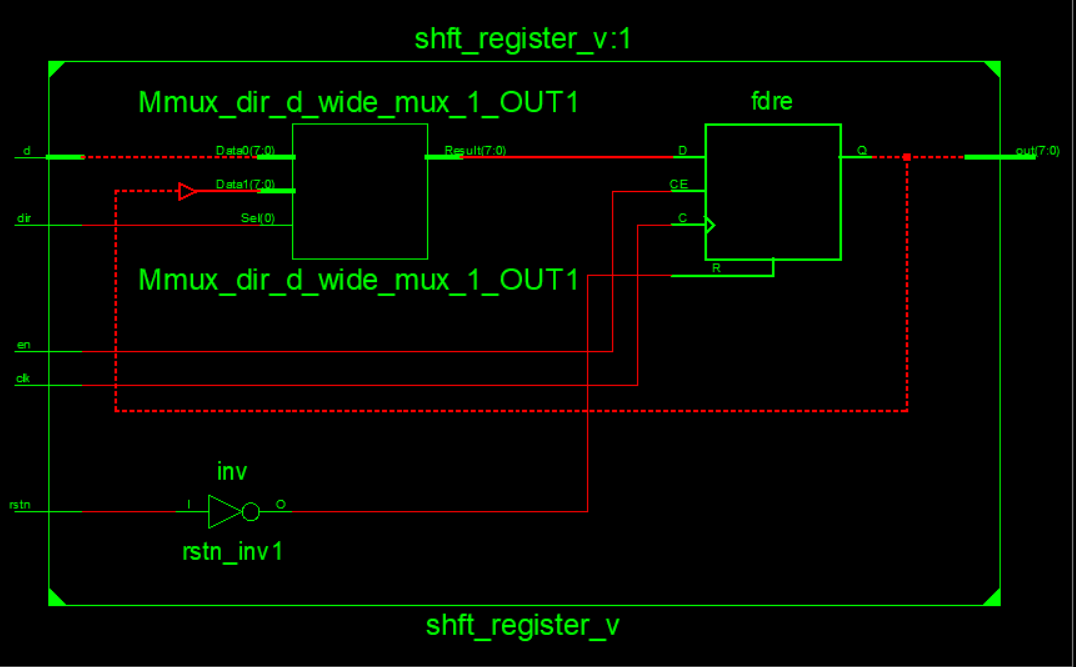 shft_register_v:1
Mmux_dir_d_wide_mux_1_OUT1
fdre
d
Data0(7:0)
Result(7:0)
D
Q
out(7:0)
Data1(7:0)
CE
dir
Sel(0)
C
R
Mmux_dir_d_wide_mux_1_OUT1
en
clk
inv
rstn
I
O
rstn_inv1
shft_register_v